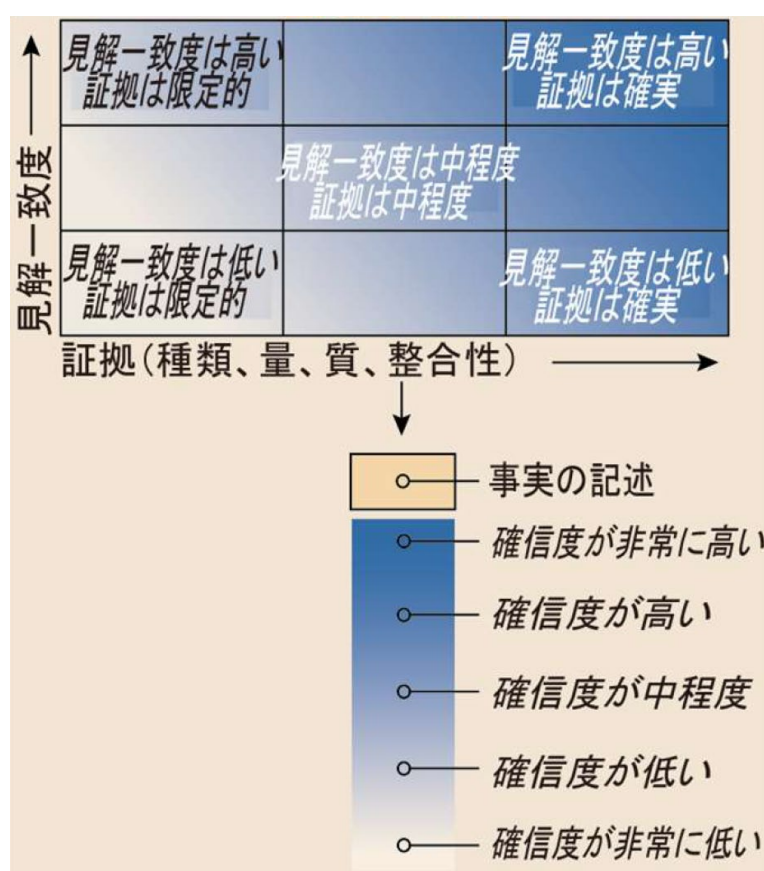 見解一致度は高い
証拠は限定的
見解一致度は高い
証拠は確実
見解一致度は中程度
証拠は中程度
見解一致度は低い
証拠は限定的
見解一致度は低い
証拠は確実
見解一致度
証拠(種類、量、質、整合性)
事実の記述
確信度が非常に高い
確信度が高い
確信度が中程度
確信度が低い
確信度が非常に低い